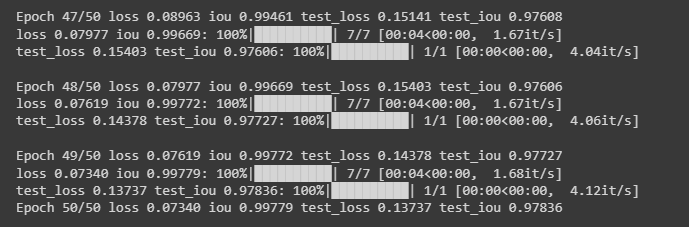 Epoch 47/50 loss 0.08963 iou 0.99461 test_loss 0.15141 test_iou 0.97608
loss 0.07977 iou 0.99669: 100%|██████████| 7/7 [00:04<00:00,  1.67it/s]
test_loss 0.15403 test_iou 0.97606: 100%|██████████| 1/1 [00:00<00:00,  4.04it/s]
Epoch 48/50 loss 0.07977 iou 0.99669 test_loss 0.15403 test_iou 0.97606
loss 0.07619 iou 0.99772: 100%|██████████| 7/7 [00:04<00:00,  1.67it/s]
test_loss 0.14378 test_iou 0.97727: 100%|██████████| 1/1 [00:00<00:00,  4.06it/s]
Epoch 49/50 loss 0.07619 iou 0.99772 test_loss 0.14378 test_iou 0.97727
loss 0.07340 iou 0.99779: 100%|██████████| 7/7 [00:04<00:00,  1.68it/s]
test_loss 0.13737 test_iou 0.97836: 100%|██████████| 1/1 [00:00<00:00,  4.12it/s]
Epoch 50/50 loss 0.07340 iou 0.99779 test_loss 0.13737 test_iou 0.97836